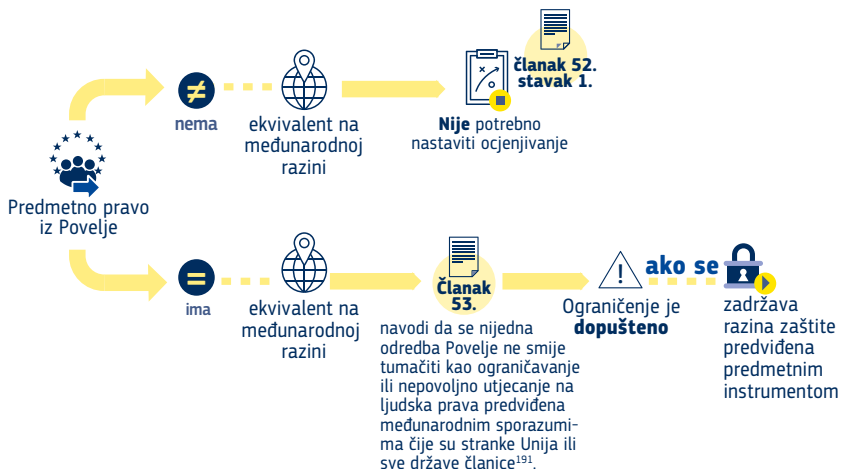 članak 52.
stavak 1.
≠
nema
ekvivalent na
međunarodnoj
razini
Nije potrebno
nastaviti ocjenjivanje
Predmetno pravo
iz Povelje
=
ima
ekvivalent na
međunarodnoj
razini
Članak
53.
navodi da se nijedna
odredba Povelje ne smije
tumačiti kao ograničavanje
ili nepovoljno utjecanje na
ljudska prava predviđena
međunarodnim sporazumi-
ma čije su stranke Unija ili
sve države članice¹⁹¹.
!
Ograničenje je
dopušteno
ako se
zadržava
razina zaštite
predviđena
predmetnim
instrumentom